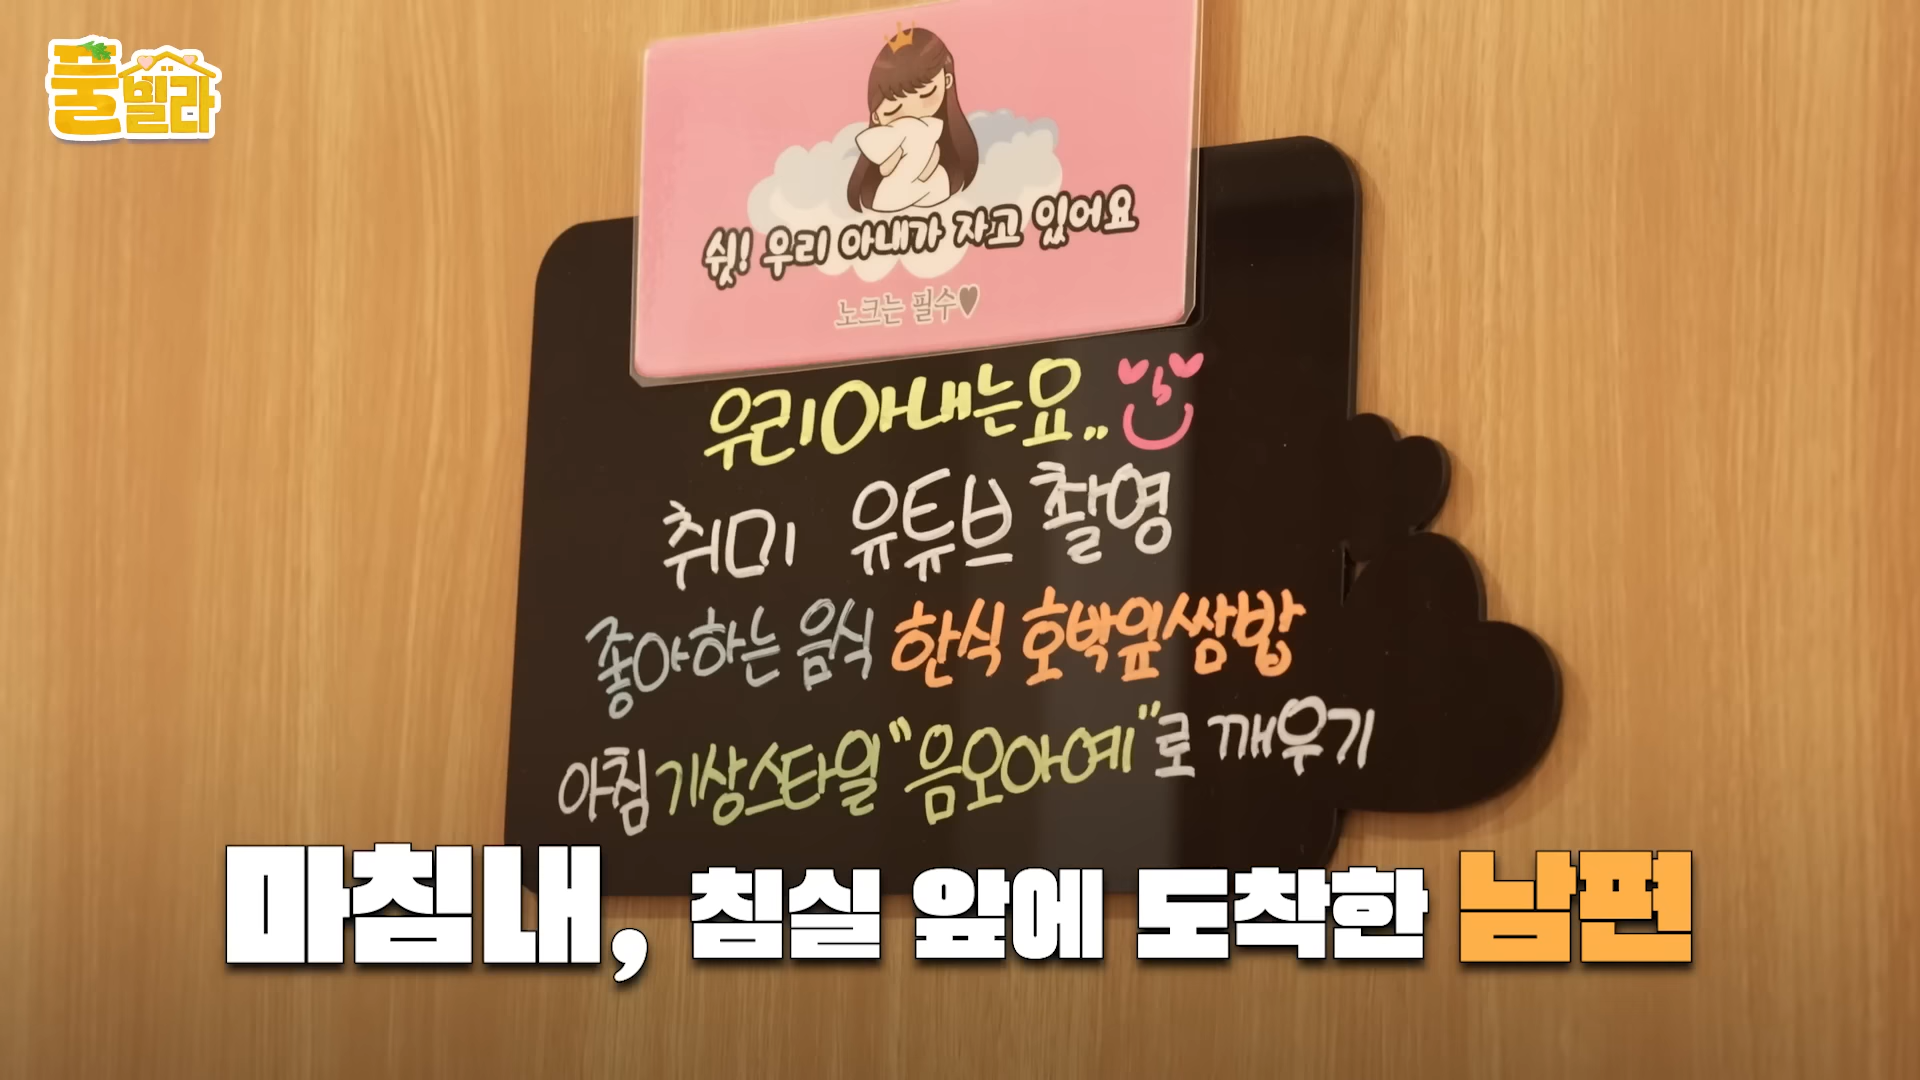 풀빌라
쉿! 우리 아내가 자고 있어요
노크는 필수♥
우리아내는요..
취미 유튜브 촬영
좋아하는 음식 한식 호박잎쌈밥
아침 기상스타일 "음오아예"로 깨우기
마침내, 침실 앞에 도착한 남편